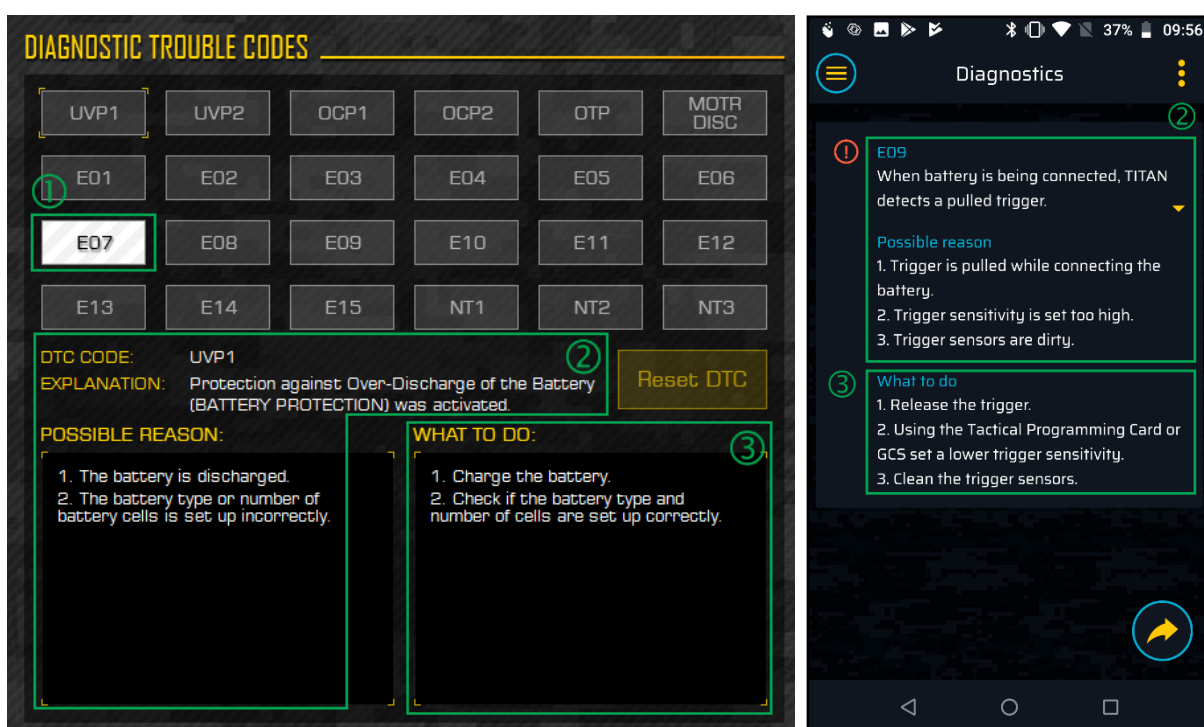 DIAGNOSTIC TROUBLE CODES
UVP1 UVP2 OCP1 OCP2 OTP MOTR
DISC
① E01 E02 E03 E04 E05 E06
E07 E08 E09 E10 E11 E12
E13 E14 E15 NT1 NT2 NT3
DTC CODE: UVP1 ②
EXPLANATION: Protection against Over-Discharge of the Battery
(BATTERY PROTECTION) was activated.
Reset DTC
POSSIBLE REASON:
1. The battery is discharged.
2. The battery type or number of
battery cells is set up incorrectly.
WHAT TO DO: ③
1. Charge the battery.
2. Check if the battery type and
number of cells are set up correctly.
37% 09:56
Diagnostics
②
E09
When battery is being connected, TITAN
detects a pulled trigger.
Possible reason
1. Trigger is pulled while connecting the
battery.
2. Trigger sensitivity is set too high.
3. Trigger sensors are dirty.
③ What to do
1. Release the trigger.
2. Using the Tactical Programming Card or
GCS set a lower trigger sensitivity.
3. Clean the trigger sensors.